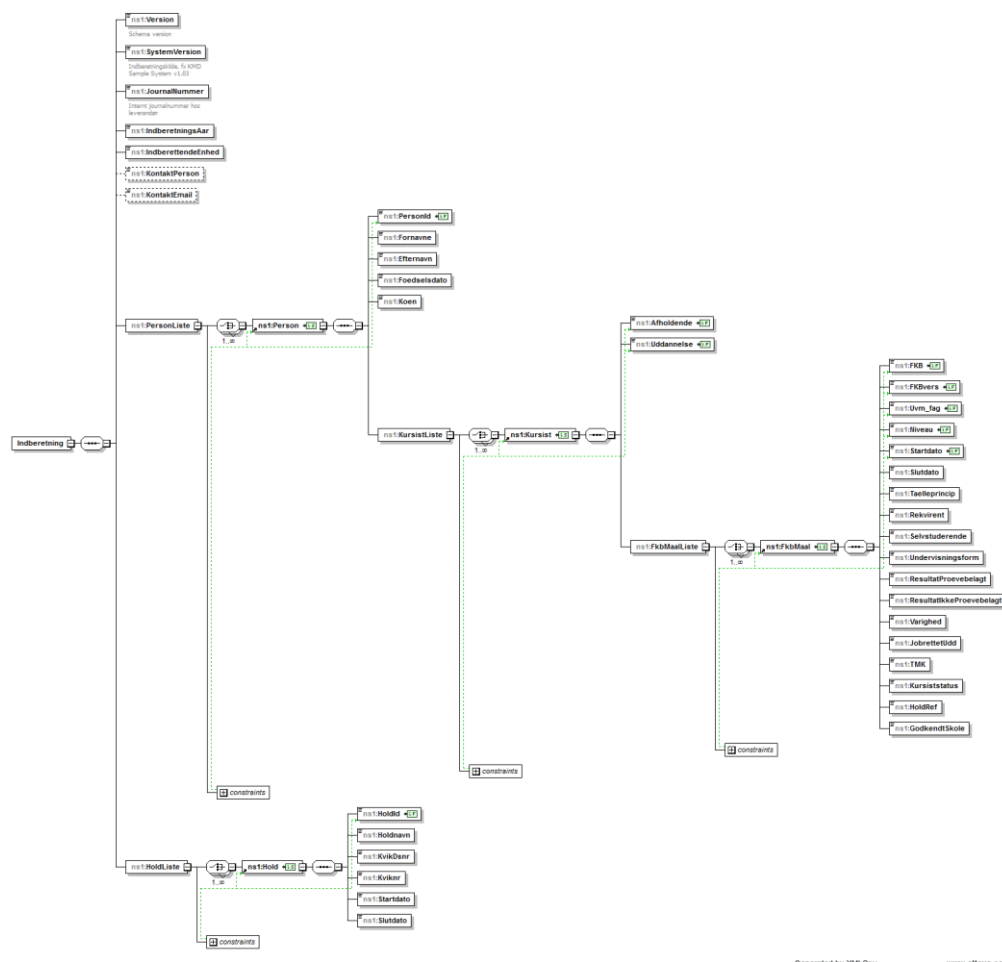 ns1:Version
Schema version
ns1:SystemVersion
Indberetningskilde. fx KMD
Sample System v1.03
ns1:JournalNummer
Internt journalnummer hos
leverendør
ns1:IndberetningsAar
ns1:IndberettendeEnhed
ns1:KontaktPerson
ns1:KontaktEmail
Indberetning
ns1:PersonListe
1..∞
ns1:Person
ns1:PersonId
ns1:Fornavne
ns1:Efternavn
ns1:Foedselsdato
ns1:Koen
ns1:KursistListe
1..∞
ns1:Kursist
ns1:Afholdende
ns1:Uddannelse
ns1:FkbMaalListe
1..∞
ns1:FkbMaal
ns1:FKB
ns1:FKBvers
ns1:Uvm_fag
ns1:Niveau
ns1:Startdato
ns1:Slutdato
ns1:Taelleprincip
ns1:Rekvirent
ns1:Selvstuderende
ns1:Undervisningsform
ns1:ResultatProevebelagt
ns1:ResultatIkkeProevebelagt
ns1:Varighed
ns1:JobrettetUdd
ns1:TMK
ns1:Kursiststatus
ns1:HoldRef
ns1:GodkendtSkole
constraints
constraints
constraints
ns1:HoldListe
1..∞
ns1:Hold
ns1:HoldId
ns1:Holdnavn
ns1:KvikDsnr
ns1:Kviknr
ns1:Startdato
ns1:Slutdato
constraints